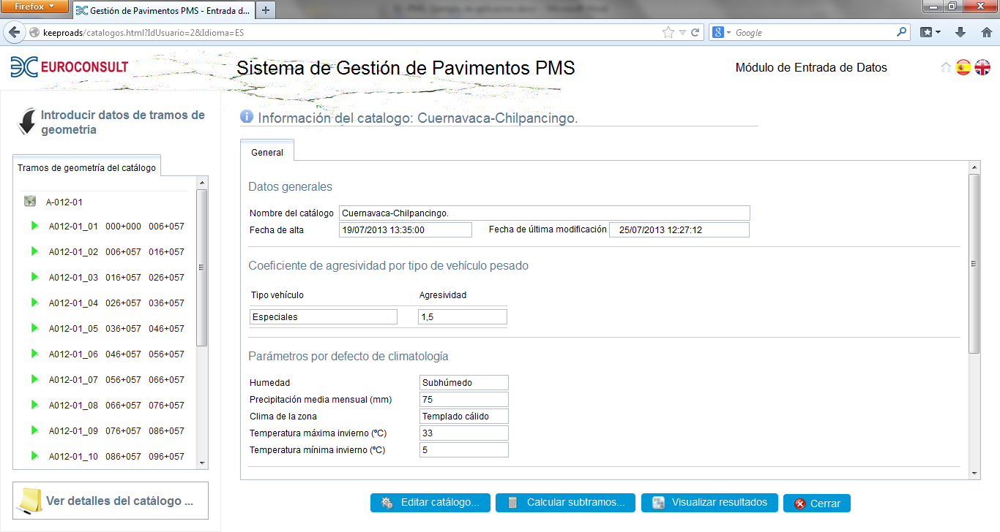 Firefox
Gestión de Pavimentos PMS - Entrada d...
keeproads/catalogos.html?IdUsuario=2&Idioma=ES
Google
EUROCONSULT
Sistema de Gestión de Pavimentos PMS
Módulo de Entrada de Datos
Introducir datos de tramos de
geometría
Tramos de geometría del catálogo
A-012-01
A012-01_01 000+000 006+057
A012-01_02 006+057 016+057
A012-01_03 016+057 026+057
A012-01_04 026+057 036+057
A012-01_05 036+057 046+057
A012-01_06 046+057 056+057
A012-01_07 056+057 066+057
A012-01_08 066+057 076+057
A012-01_09 076+057 086+057
A012-01_10 086+057 096+057
Ver detalles del catálogo ...
Información del catalogo: Cuernavaca-Chilpancingo.
General
Datos generales
Nombre del catálogo Cuernavaca-Chilpancingo.
Fecha de alta 19/07/2013 13:35:00 Fecha de última modificación 25/07/2013 12:27:12
Coeficiente de agresividad por tipo de vehículo pesado
Tipo vehículo Agresividad
Especiales 1,5
Parámetros por defecto de climatología
Humedad Subhúmedo
Precipitación media mensual (mm) 75
Clima de la zona Templado cálido
Temperatura máxima invierno (ºC) 33
Temperatura mínima invierno (ºC) 5
Editar catálogo... Calcular subtramos... Visualizar resultados Cerrar